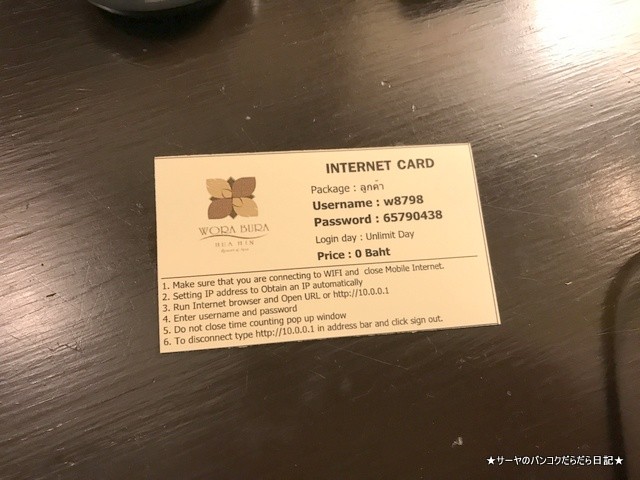 INTERNET CARD
Package : ลูกค้า
Username : w8798
Password : 65790438
Login day : Unlimit Day
Price : 0 Baht
WORA BURA
HUA HIN
1. Make sure that you are connecting to WIFI and close Mobile Internet.
2. Setting IP address to Obtain an IP automatically
3. Run Internet browser and Open URL or http://10.0.0.1
4. Enter username and password
5. Do not close time counting pop up window
6. To disconnect type http://10.0.0.1 in address bar and click sign out.
★サーヤのバンコクだらだら日記★